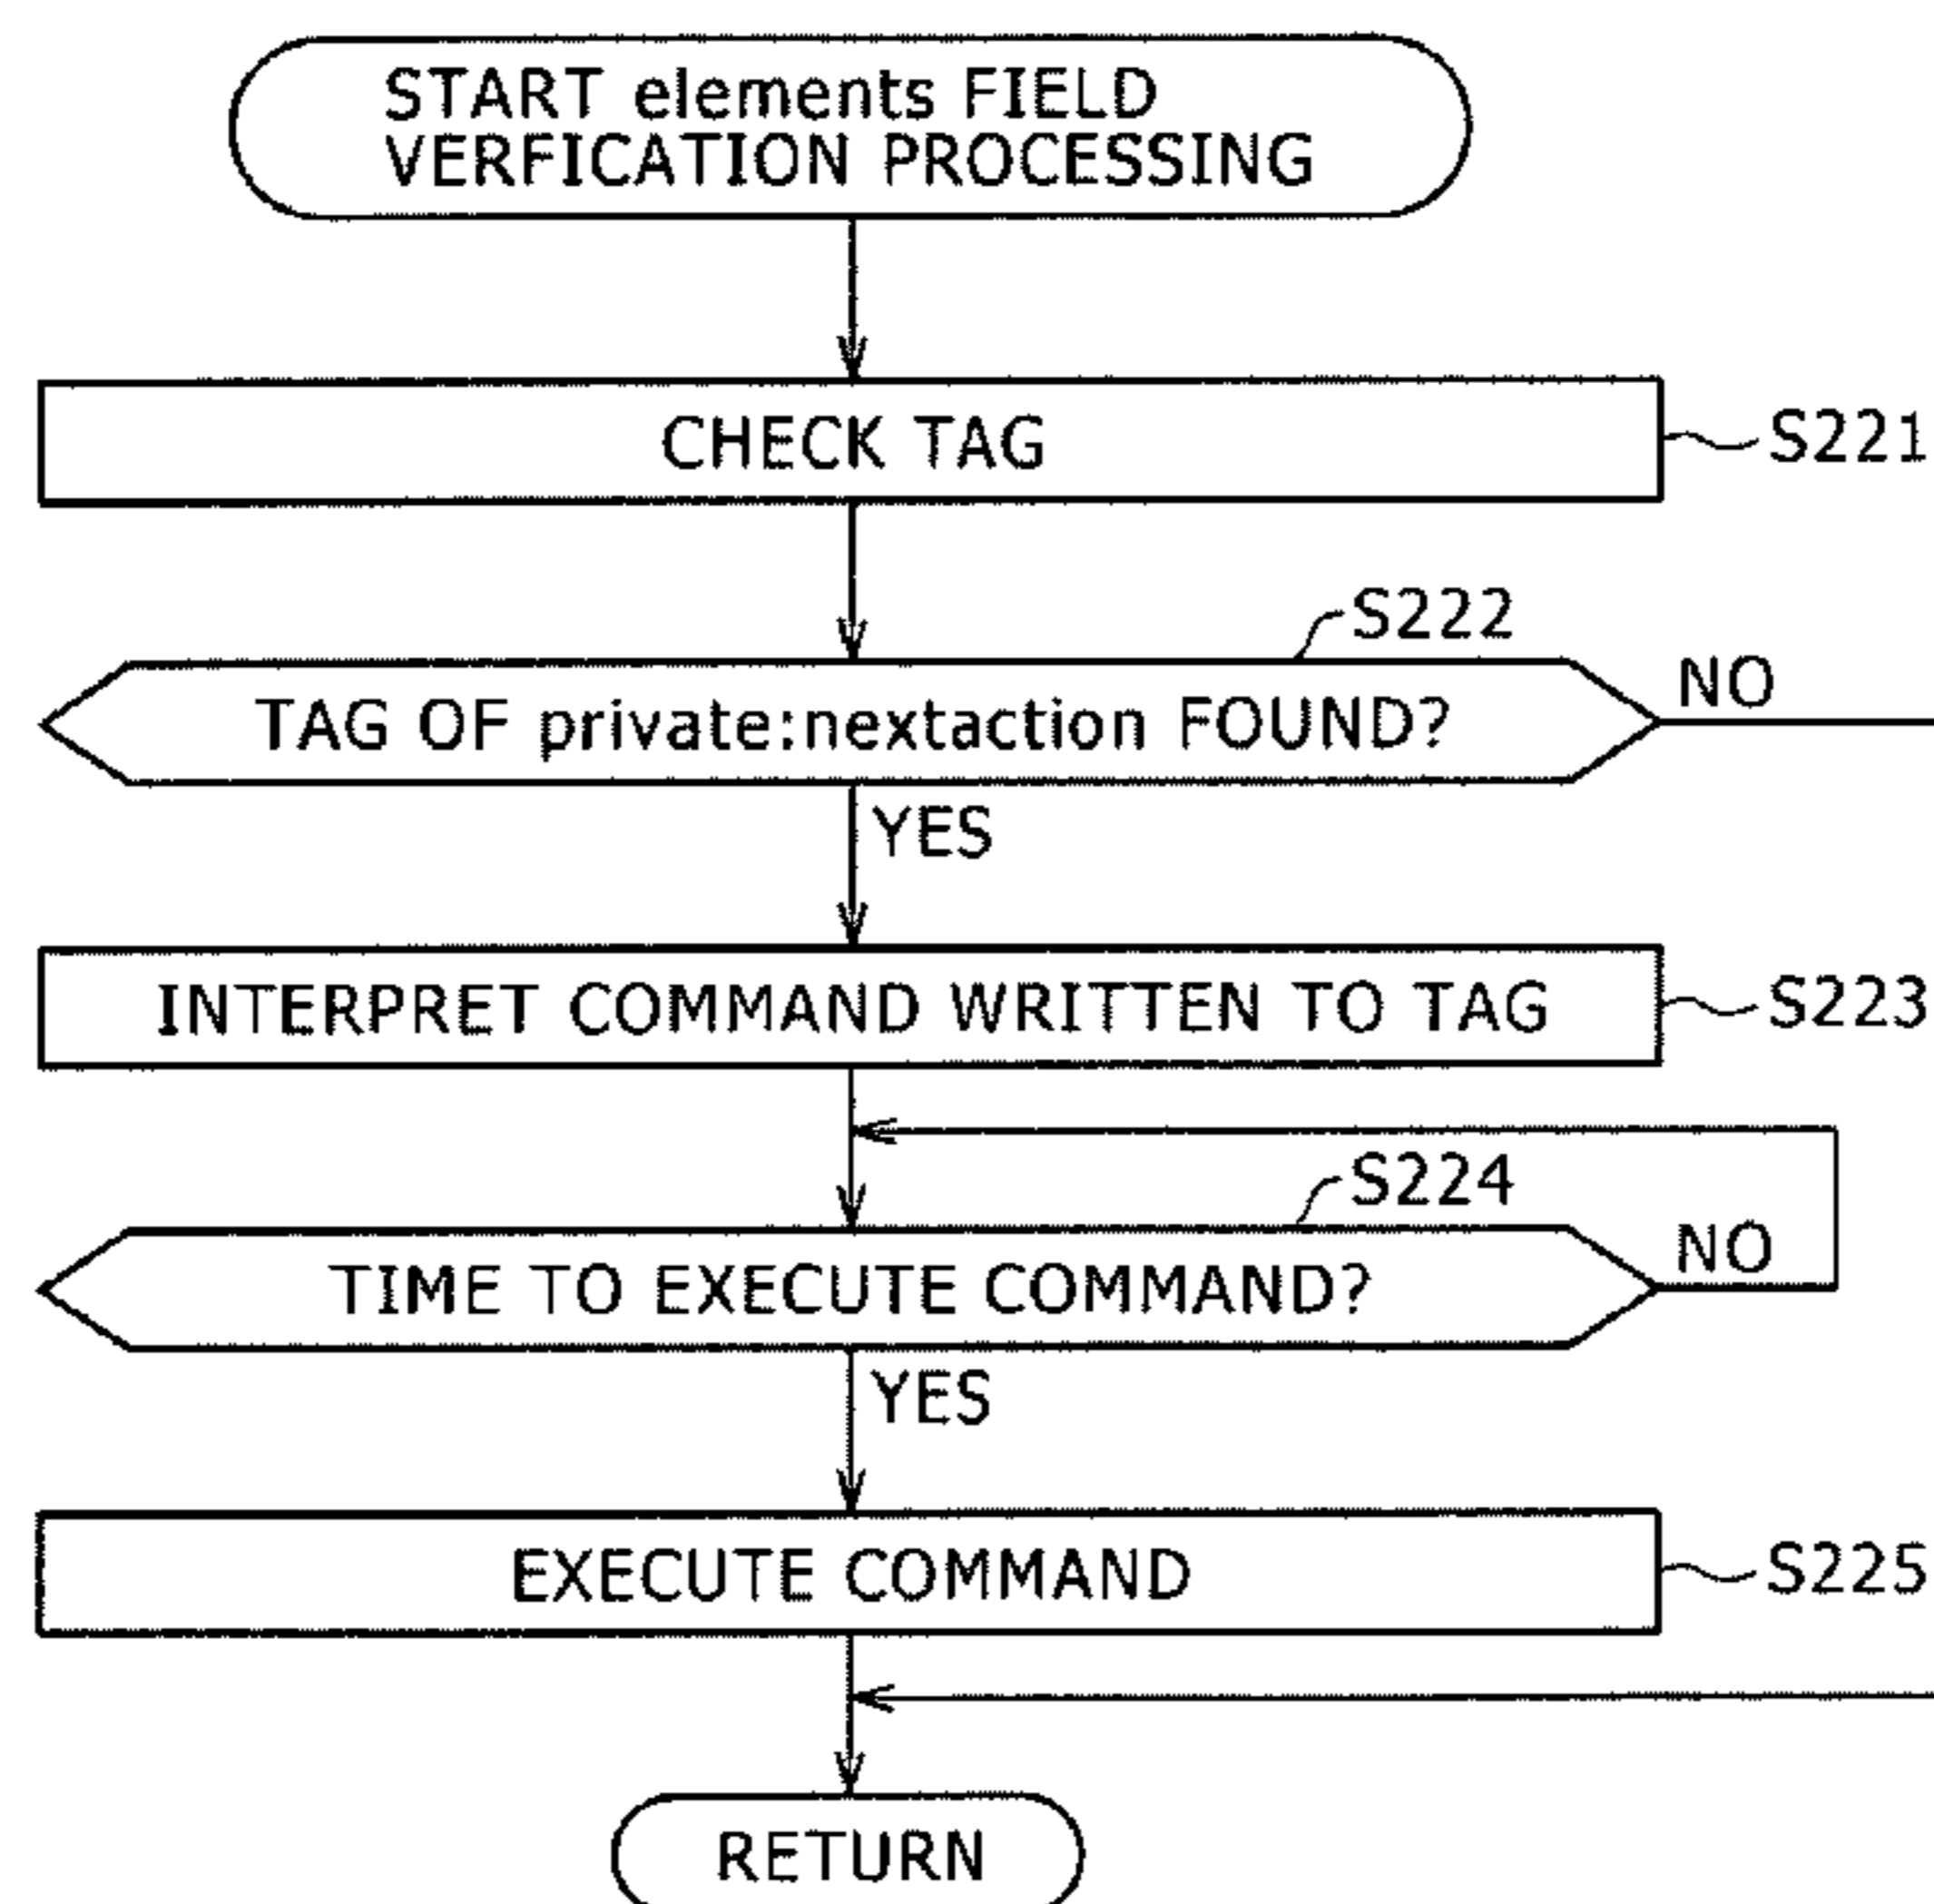 START elements FIELD
VERFICATION PROCESSING
CHECK TAG
S221
S222
TAG OF private:nextaction FOUND?
NO
YES
INTERPRET COMMAND WRITTEN TO TAG
S223
S224
TIME TO EXECUTE COMMAND?
NO
YES
EXECUTE COMMAND
S225
RETURN